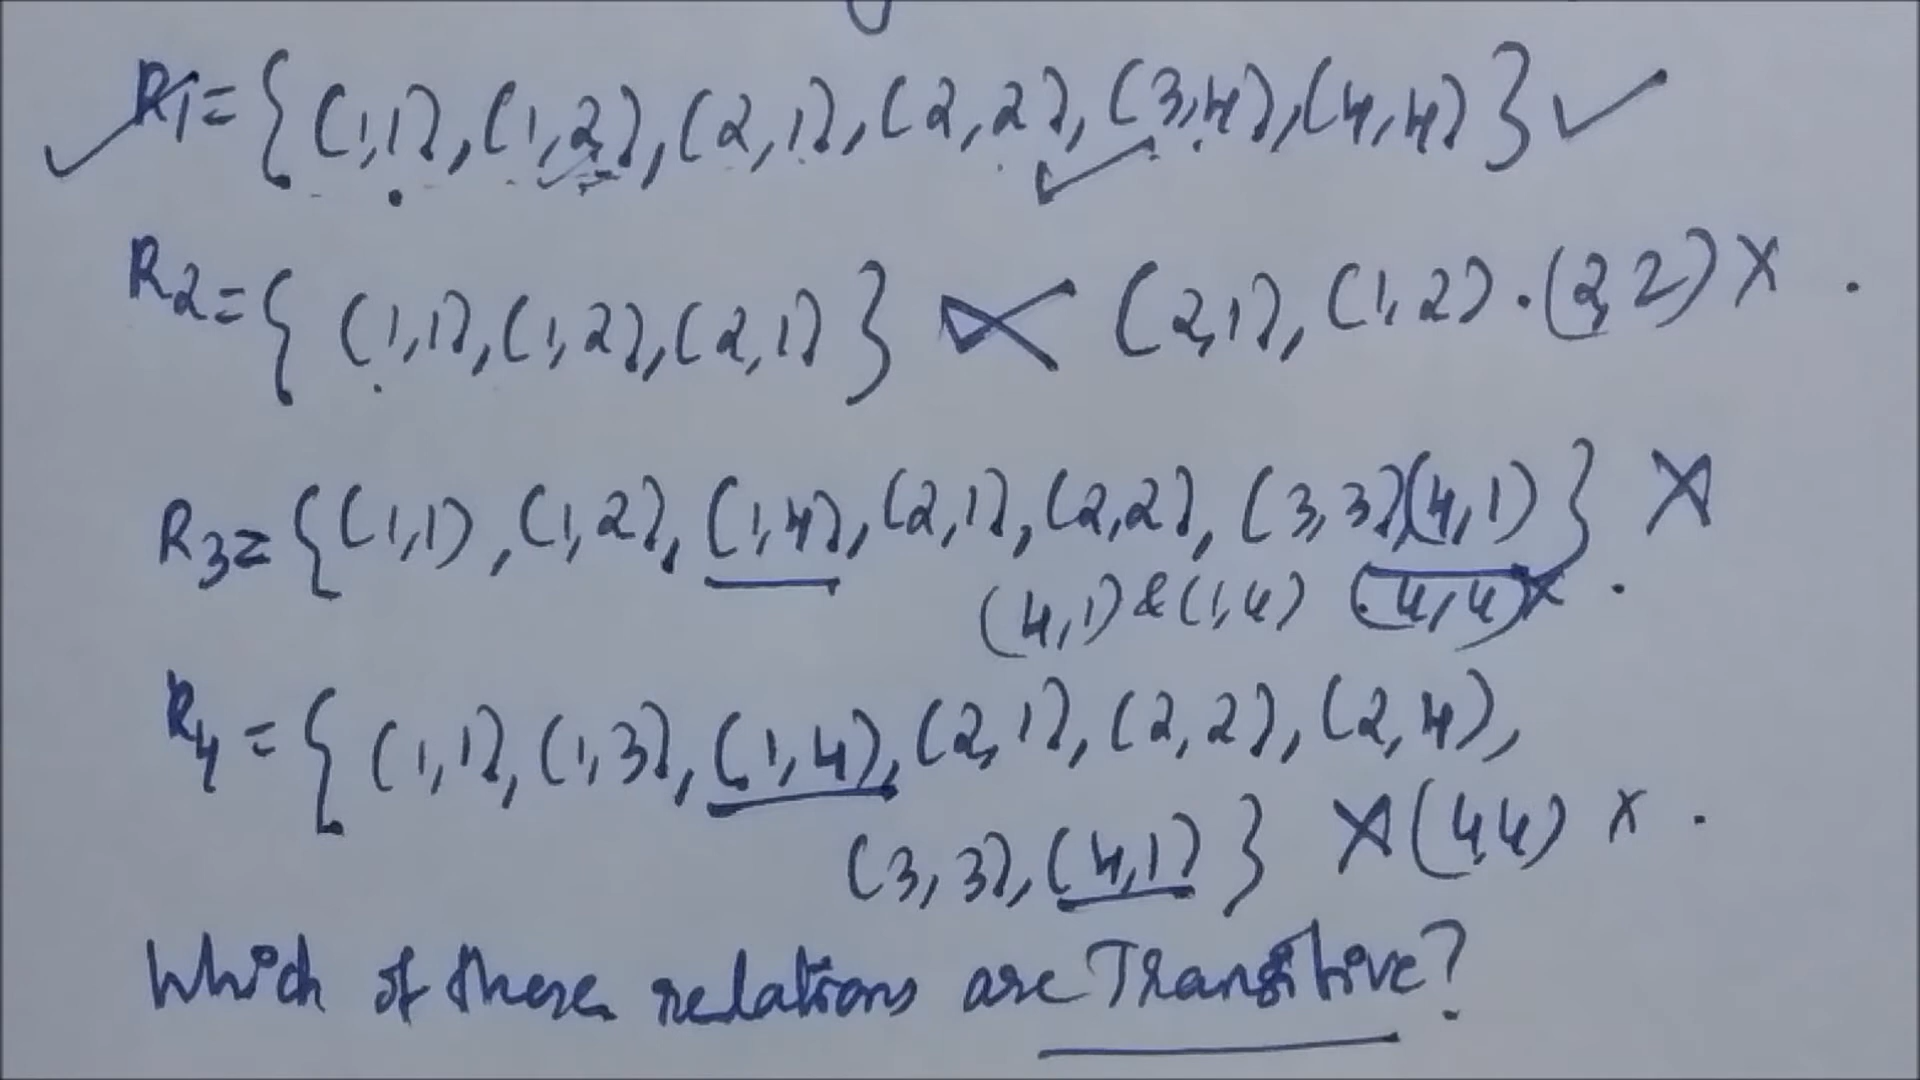 ✓ R1= { (1,1), (1,2), (2,1), (2,2), (3,4), (4,4) } ✓
R2= { (1,1), (1,2), (2,1) } × (2,1), (1,2). (2,2) ×.
R3= { (1,1), (1,2), (1,4), (2,1), (2,2), (3,3)(4,1) } ×
(4,1) & (1,4) (4,4)×.
R4= { (1,1), (1,3), (1,4), (2,1), (2,2), (2,4),
(3,3), (4,1) } × (4,4) ×.
Which of these relations are Transitive?